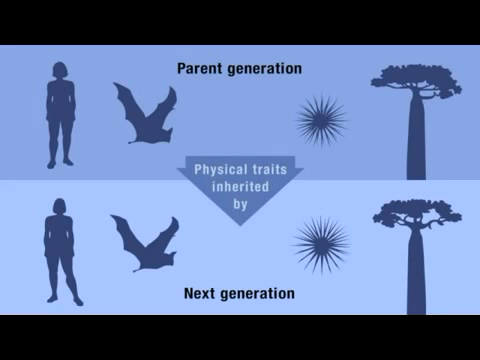 Parent generation
Physical traits
inherited
by
Next generation